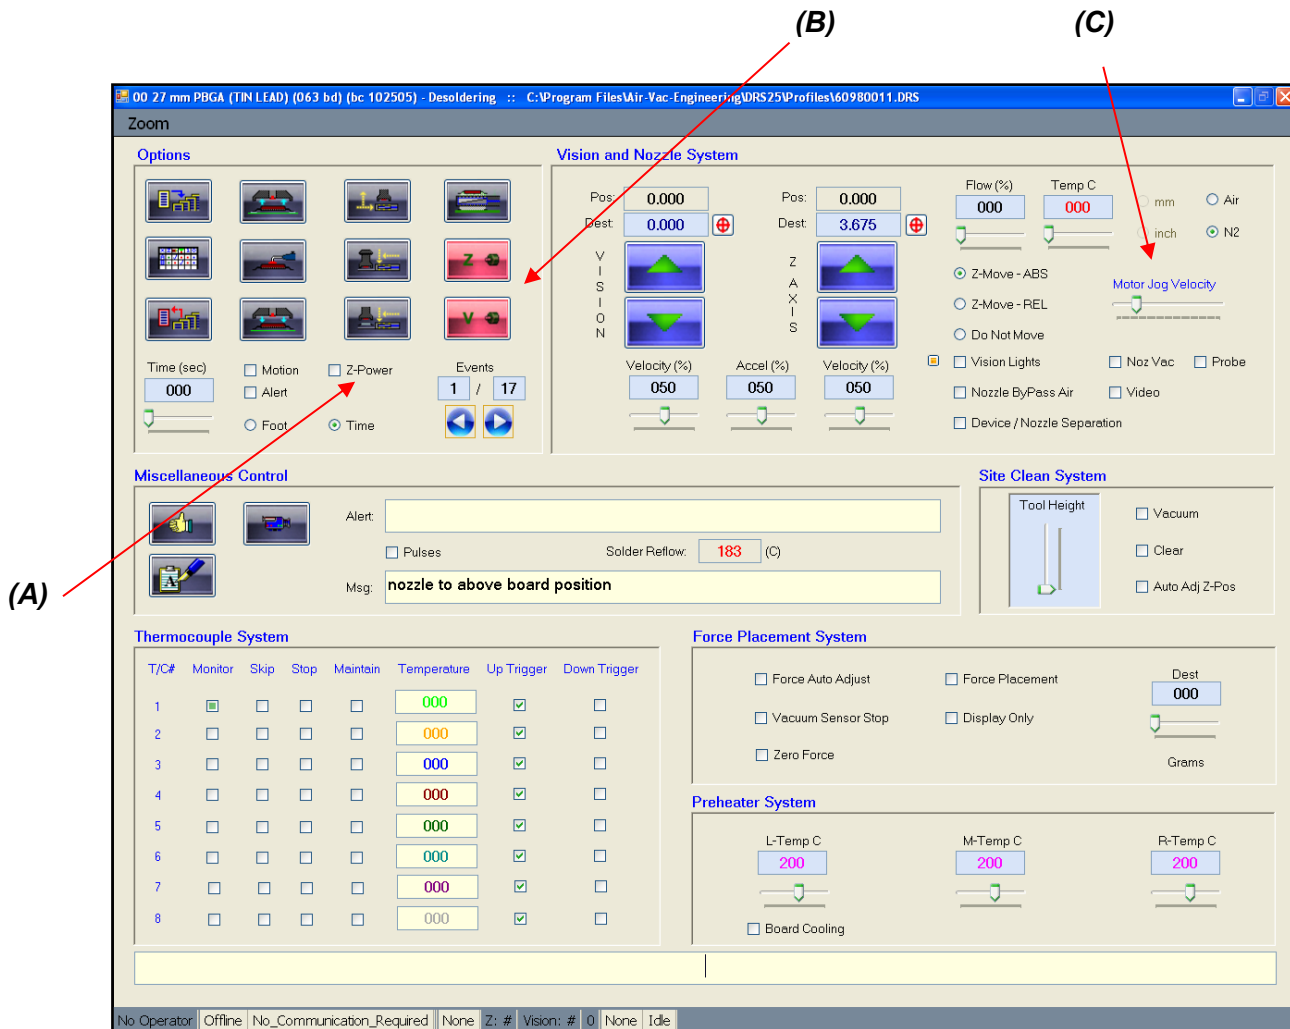 (B)
(C)
00 27 mm PBGA (TIN LEAD) (063 bd) (bc 102505) - Desoldering :: C:\Program Files\Air-Vac-Engineering\DRS25\Profiles\60980011.DRS
Zoom
Options
Z
V
Time (sec)
000
Motion
Z-Power
Alert
Foot
Time
Events
1 / 17
Vision and Nozzle System
Pos: 0.000
Dest: 0.000
VISION
Pos: 0.000
Dest: 3.675
Z AXIS
Velocity (%)
050
Accel (%)
050
Velocity (%)
050
Flow (%)
000
Temp C
000
mm
inch
Air
N2
Z-Move - ABS
Z-Move - REL
Do Not Move
Motor Jog Velocity
Vision Lights
Noz Vac
Probe
Nozzle ByPass Air
Video
Device / Nozzle Separation
(A)
Miscellaneous Control
A
Alert:
Pulses
Solder Reflow: 183 (C)
Msg: nozzle to above board position
Site Clean System
Tool Height
Vacuum
Clear
Auto Adj Z-Pos
Thermocouple System
T/C# Monitor Skip Stop Maintain Temperature Up Trigger Down Trigger
1 000
2 000
3 000
4 000
5 000
6 000
7 000
8 000
Force Placement System
Force Auto Adjust
Force Placement
Vacuum Sensor Stop
Display Only
Zero Force
Dest
000
Grams
Preheater System
L-Temp C
200
M-Temp C
200
R-Temp C
200
Board Cooling
No Operator Offline No_Communication_Required None Z: # Vision: # 0 None Idle